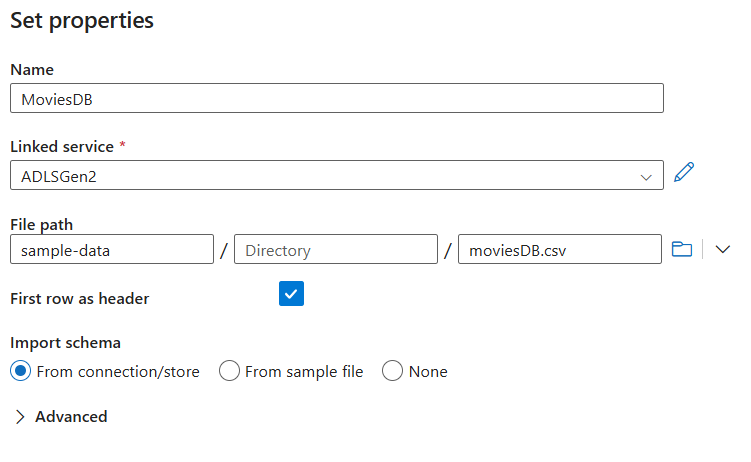 Set properties
Name
MoviesDB
Linked service *
ADLSGen2
File path
sample-data / Directory / moviesDB.csv
First row as header
Import schema
From connection/store From sample file None
Advanced